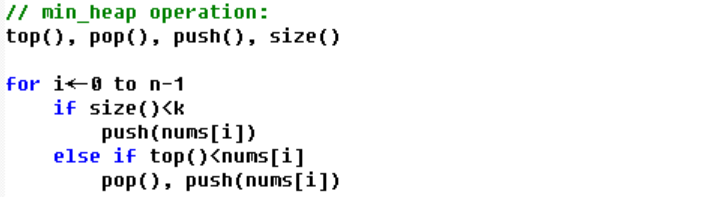 // min_heap operation:
top(), pop(), push(), size()
for i←0 to n-1
if size()<k
push(nums[i])
else if top()<nums[i]
pop(), push(nums[i])